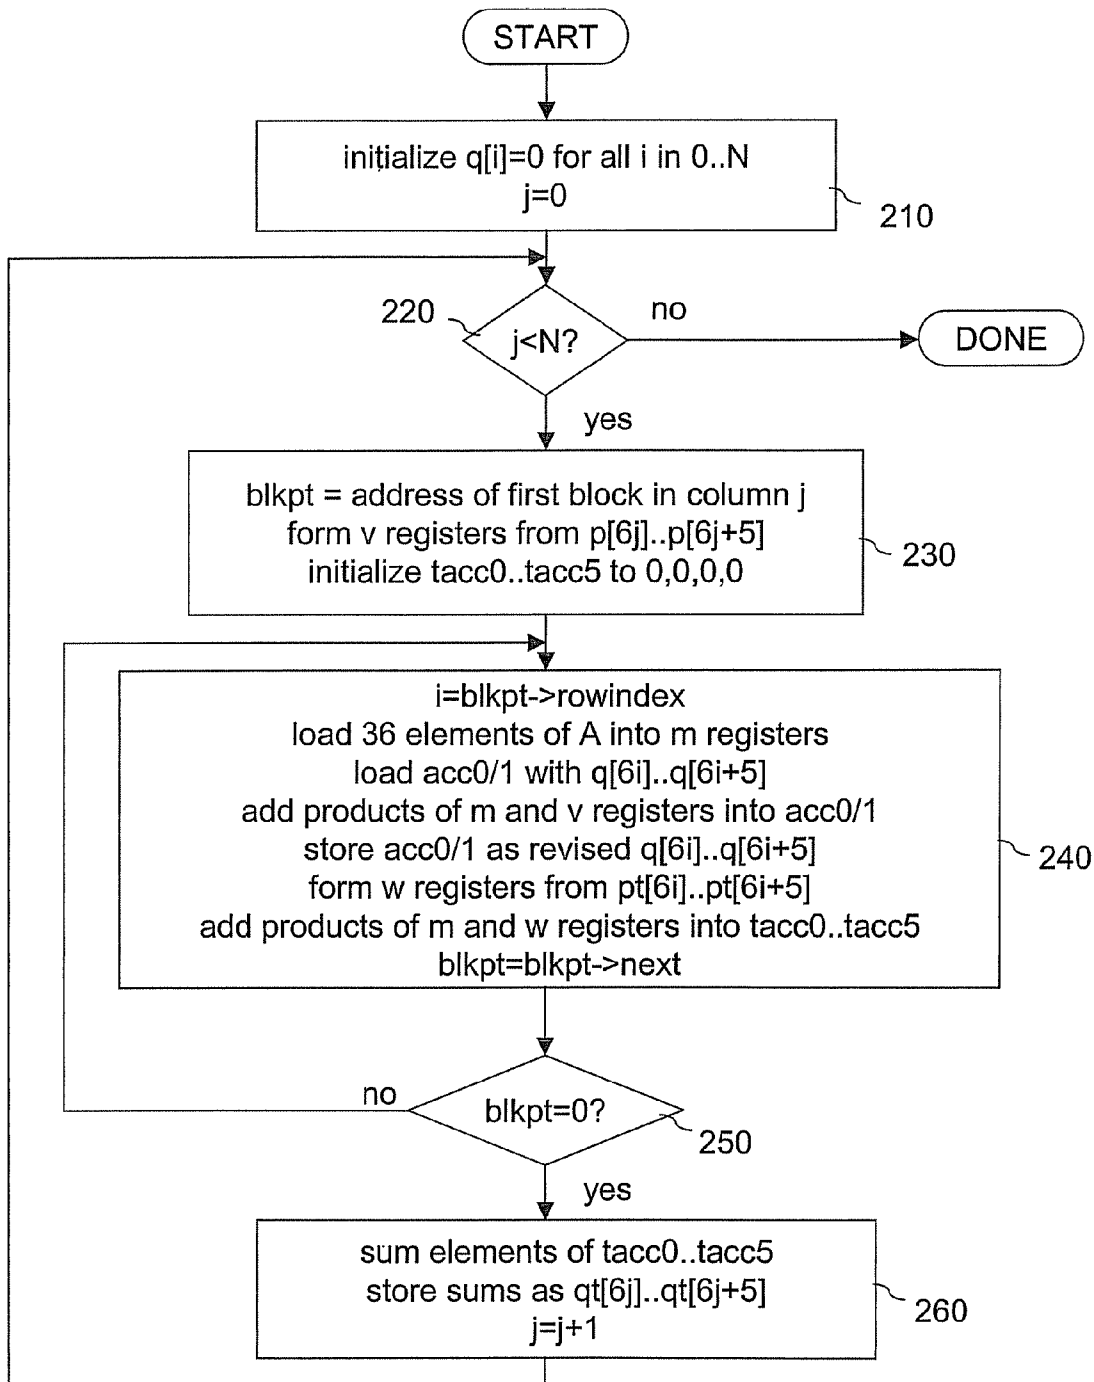 START
initialize q[i]=0 for all i in 0..N
j=0
210
220
j<N?
no
DONE
yes
blkpt = address of first block in column j
form v registers from p[6j]..p[6j+5]
initialize tacc0..tacc5 to 0,0,0,0
230
i=blkpt->rowindex
load 36 elements of A into m registers
load acc0/1 with q[6i]..q[6i+5]
add products of m and v registers into acc0/1
store acc0/1 as revised q[6i]..q[6i+5]
form w registers from pt[6i]..pt[6i+5]
add products of m and w registers into tacc0..tacc5
blkpt=blkpt->next
240
no
blkpt=0?
250
yes
sum elements of tacc0..tacc5
store sums as qt[6j]..qt[6j+5]
j=j+1
260